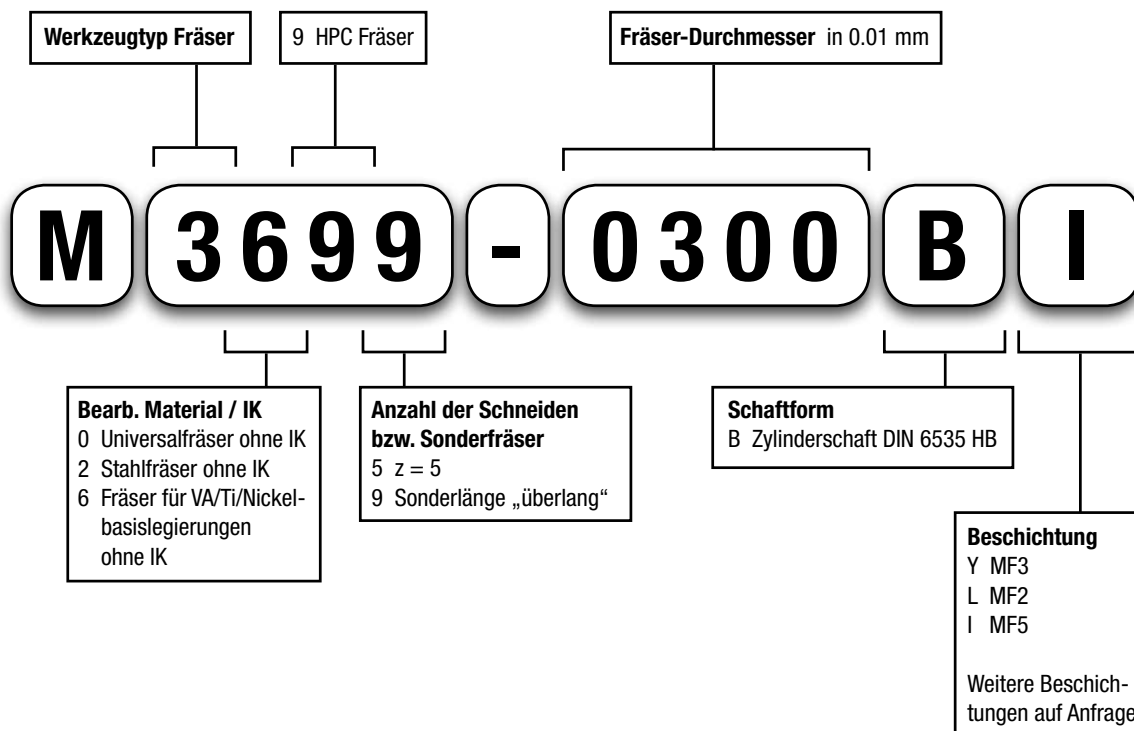 Werkzeugtyp Fräser
9 HPC Fräser
Fräser-Durchmesser in 0.01 mm
M 3699 - 0300 B I
Bearb. Material / IK
0 Universalfräser ohne IK
2 Stahlfräser ohne IK
6 Fräser für VA/Ti/Nickel-
basislegierungen
ohne IK
Anzahl der Schneiden
bzw. Sonderfräser
5 z = 5
9 Sonderlänge „überlang“
Schaftform
B Zylinderschaft DIN 6535 HB
Beschichtung
Y MF3
L MF2
I MF5
Weitere Beschich-
tungen auf Anfrage